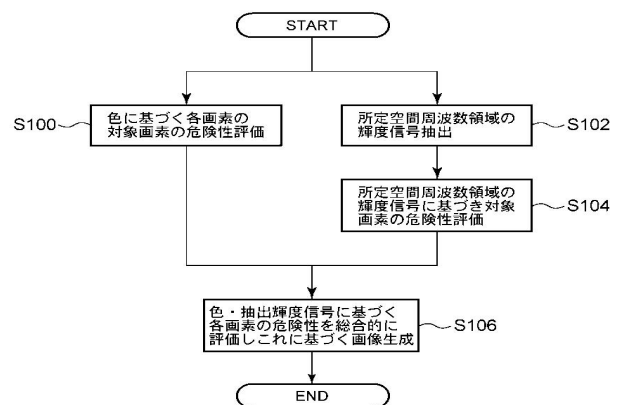 START
S100
色に基づく各画素の
対象画素の危険性評価
所定空間周波数領域の
輝度信号抽出
S102
所定空間周波数領域の
輝度信号に基づき対象
画素の危険性評価
S104
色・抽出輝度信号に基づく
各画素の危険性を総合的に
評価しこれに基づく画像生成
S106
END